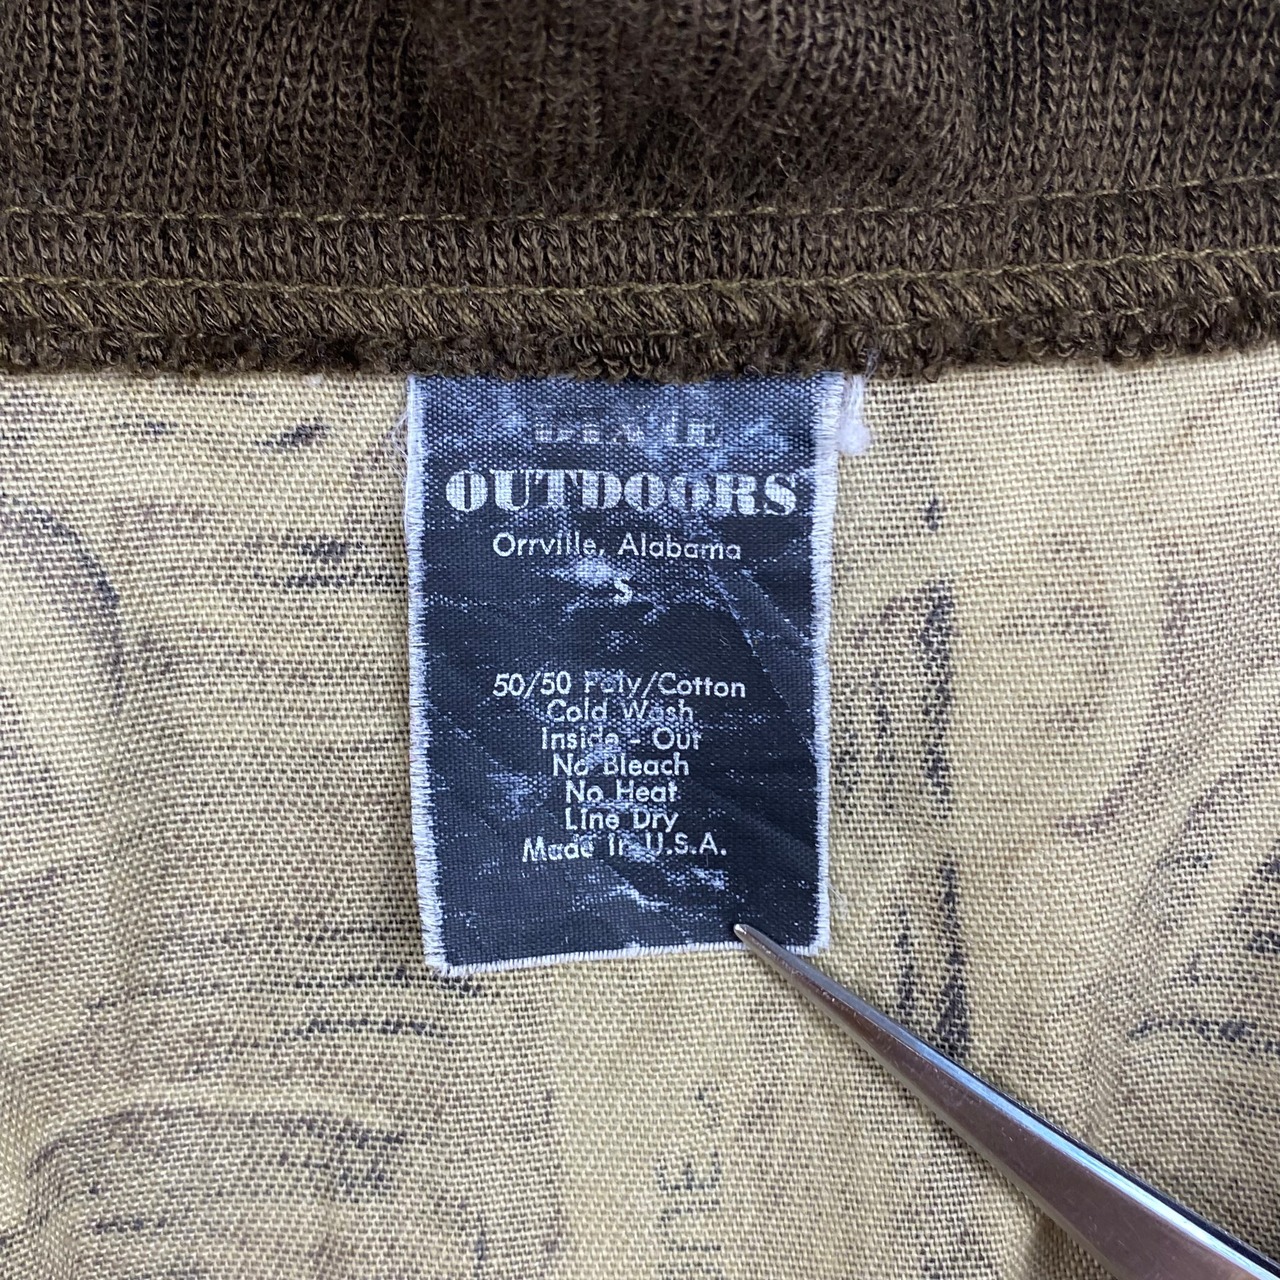 OUTDOORS
Orrville, Alabama
S
50/50 Poly/Cotton
Cold Wash
Inside - Out
No Bleach
No Heat
Line Dry
Made in U.S.A.